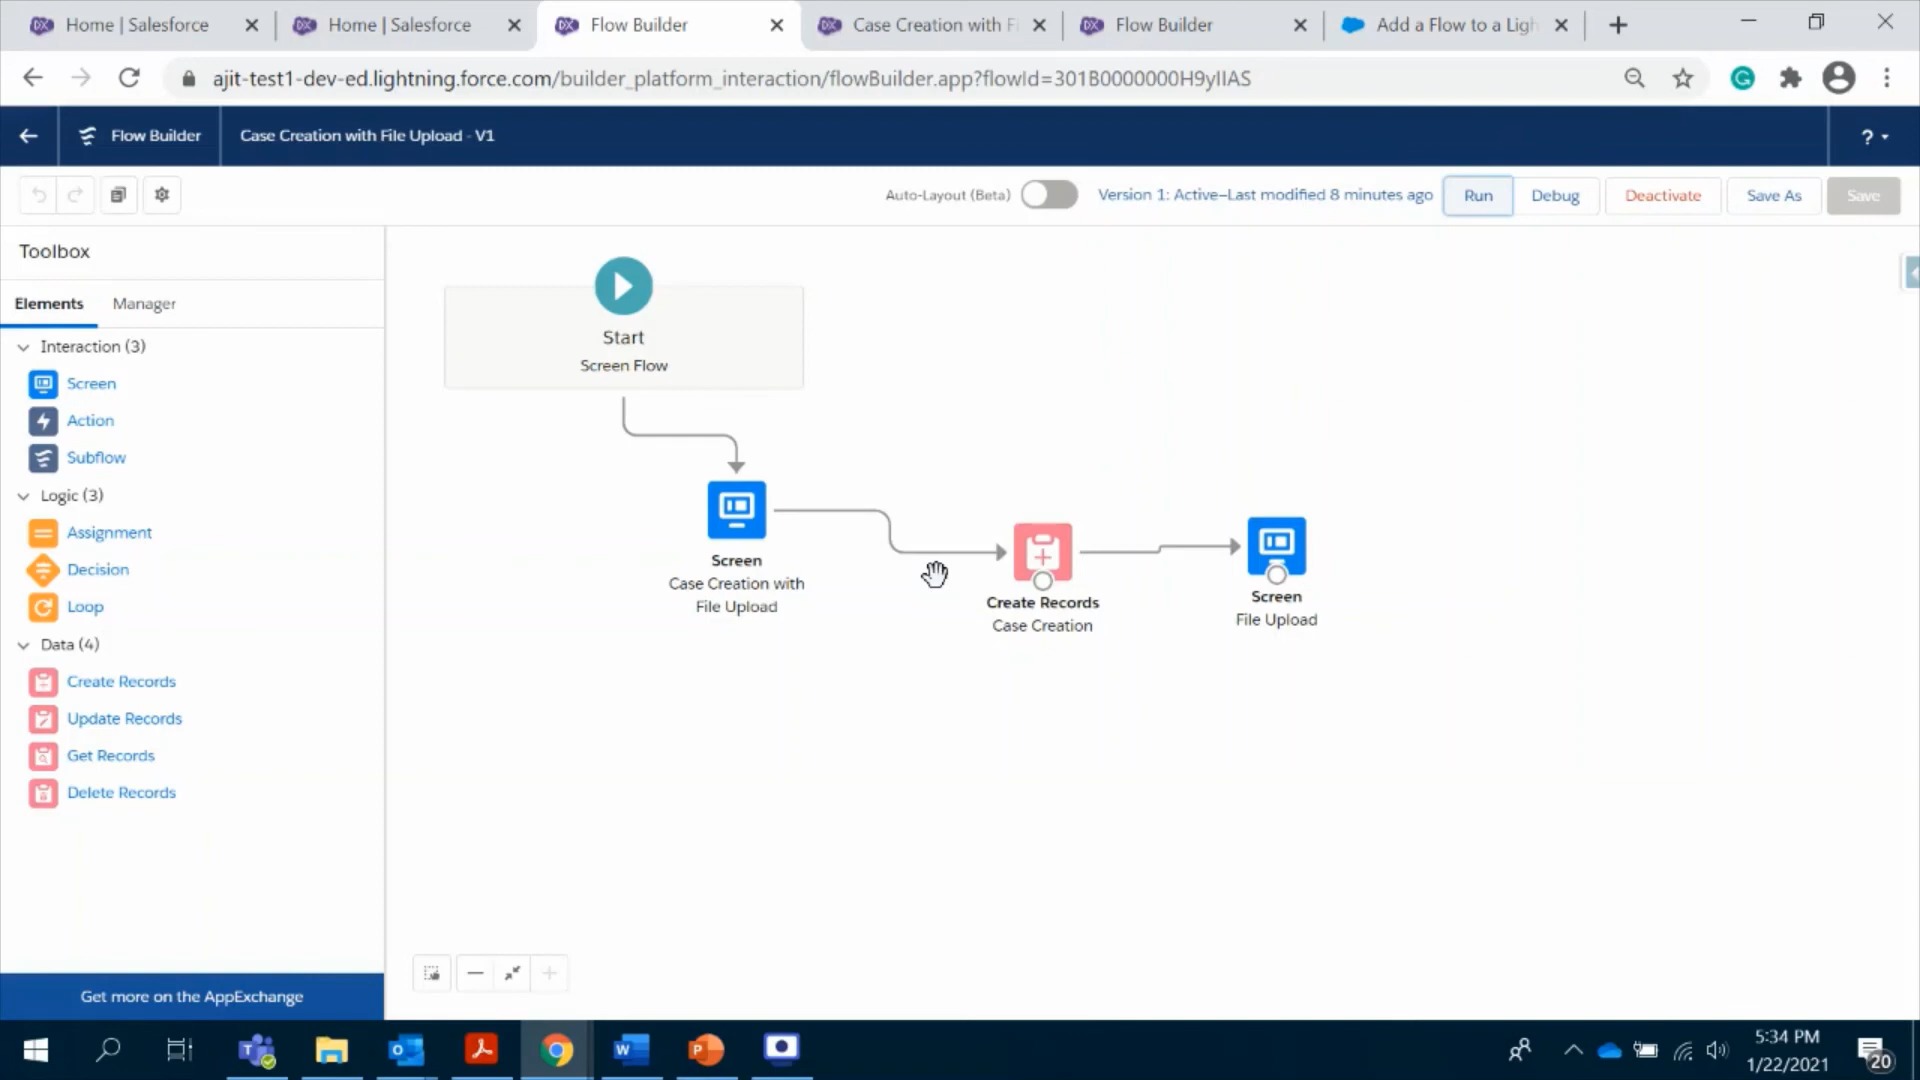 Home | Salesforce
Home | Salesforce
Flow Builder
Case Creation with Fi
Flow Builder
Add a Flow to a Ligh
ajit-test1-dev-ed.lightning.force.com/builder_platform_interaction/flowBuilder.app?flowId=301B0000000H9yIIAS
Flow Builder
Case Creation with File Upload - V1
?
Auto-Layout (Beta)
Version 1: Active–Last modified 8 minutes ago
Run
Debug
Deactivate
Save As
Save
Toolbox
Elements
Manager
Interaction (3)
Screen
Action
Subflow
Logic (3)
Assignment
Decision
Loop
Data (4)
Create Records
Update Records
Get Records
Delete Records
Get more on the AppExchange
Start
Screen Flow
Screen
Case Creation with
File Upload
Create Records
Case Creation
Screen
File Upload
5:34 PM
1/22/2021
20